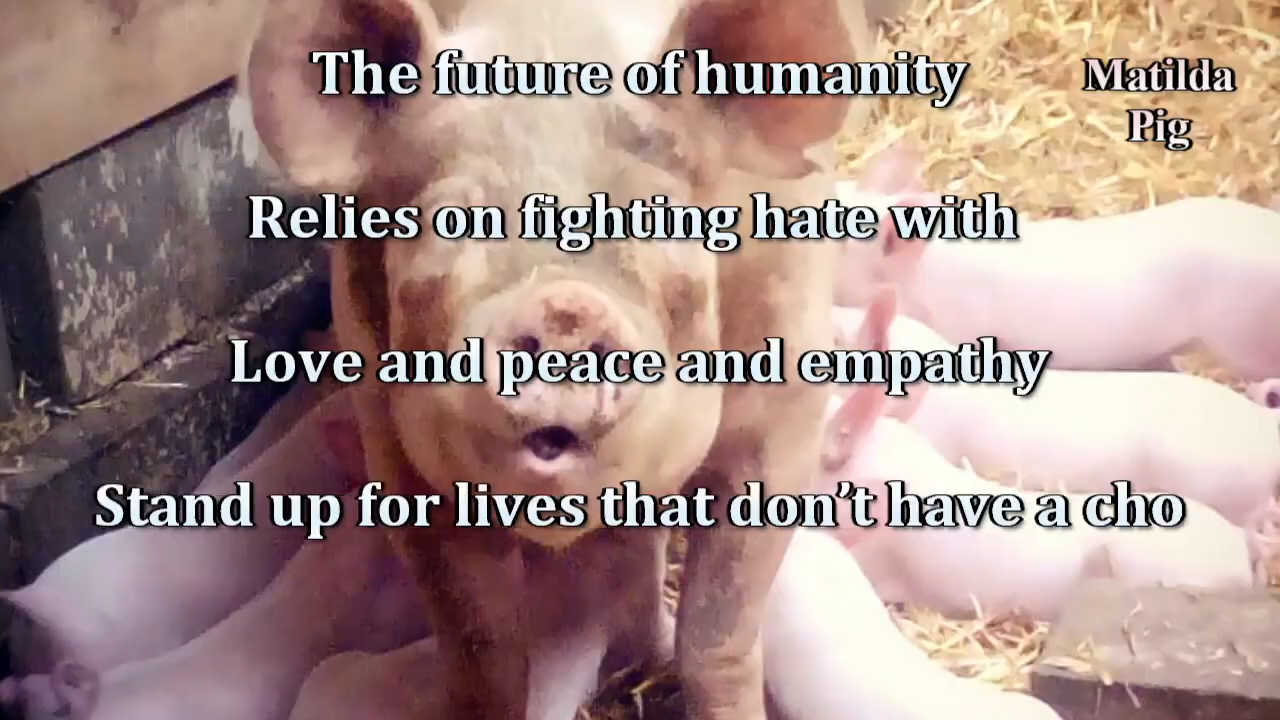 The future of humanity
Matilda
Pig
Relies on fighting hate with
Love and peace and empathy
Stand up for lives that don’t have a cho